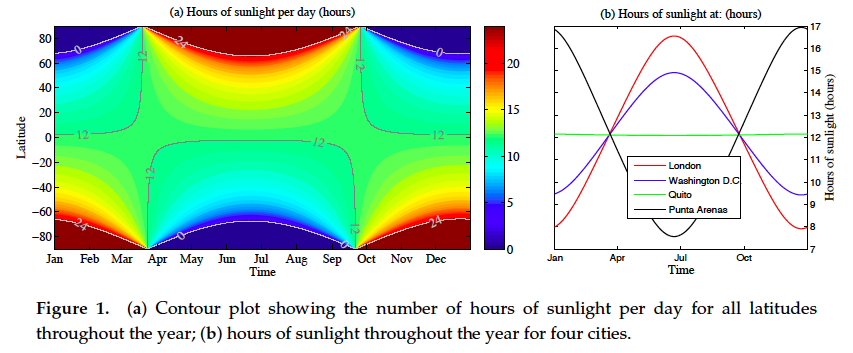 (a) Hours of sunlight per day (hours)
80
60
40
20
0
−20
−40
−60
−80
Latitude
0
24
24
0
12
12
12
12
12
12
24
0
0
24
Jan Feb Mar Apr May Jun Jul Aug Sep Oct Nov Dec
Time
20
15
10
5
0
(b) Hours of sunlight at: (hours)
17
16
15
14
13
12
11
10
9
8
7
Hours of sunlight (hours)
London
Washington D.C.
Quito
Punta Arenas
Jan Apr Jul Oct
Time
Figure 1. (a) Contour plot showing the number of hours of sunlight per day for all latitudes
throughout the year; (b) hours of sunlight throughout the year for four cities.